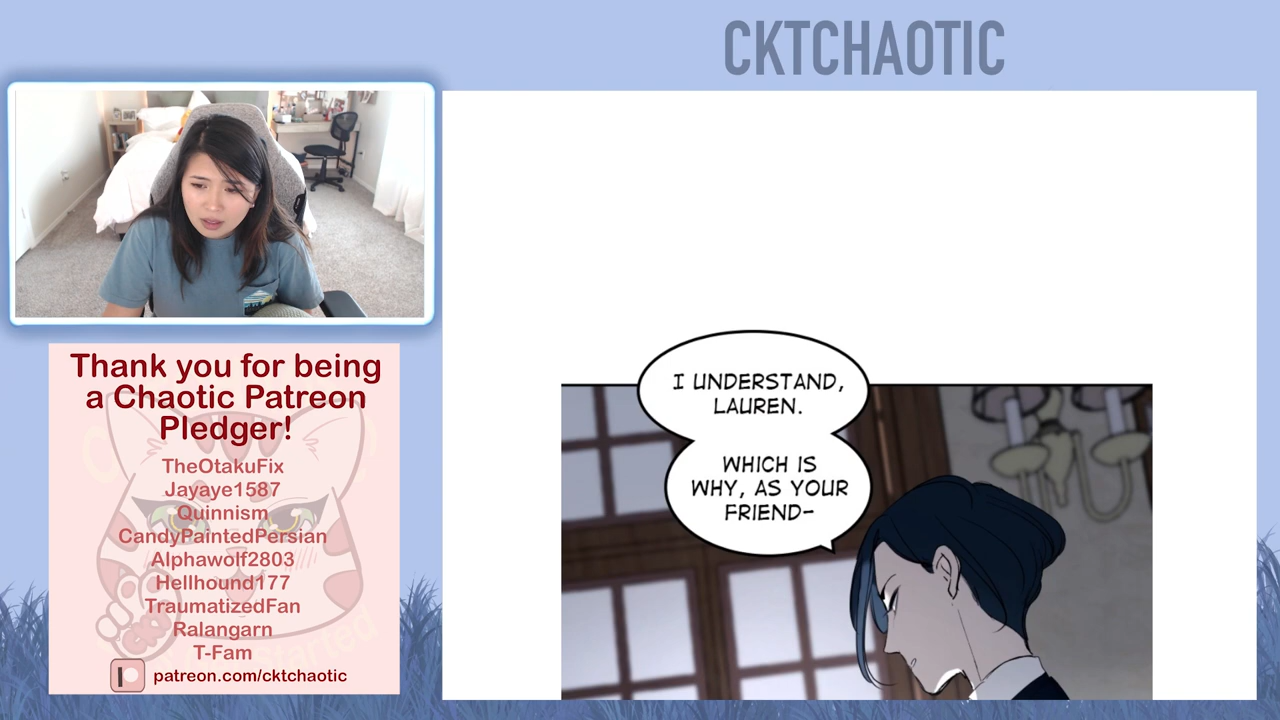 CKTCHAOTIC
Thank you for being
a Chaotic Patreon
Pledger!
TheOtakuFix
Jayaye1587
Quinnism
CandyPaintedPersian
Alphawolf2803
Hellhound177
TraumatizedFan
Ralangarn
T-Fam
patreon.com/cktchaotic
I UNDERSTAND,
LAUREN.
WHICH IS
WHY, AS YOUR
FRIEND-